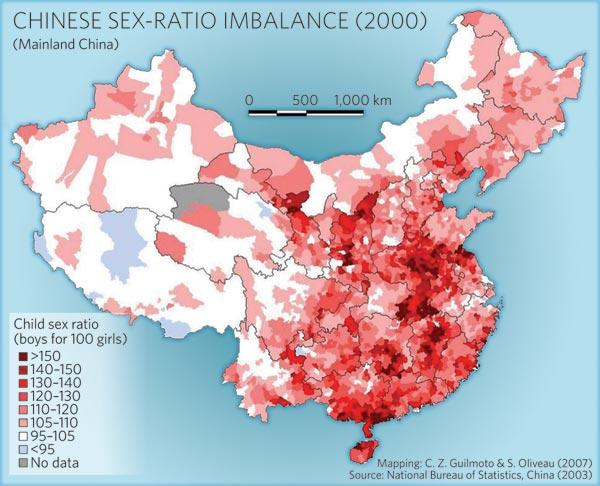 CHINESE SEX-RATIO IMBALANCE (2000)
(Mainland China)
0 500 1,000 km
Child sex ratio
(boys for 100 girls)
>150
140–150
130–140
120–130
110–120
105–110
95–105
<95
No data
Mapping: C. Z. Guilmoto & S. Oliveau (2007)
Source: National Bureau of Statistics, China (2003)